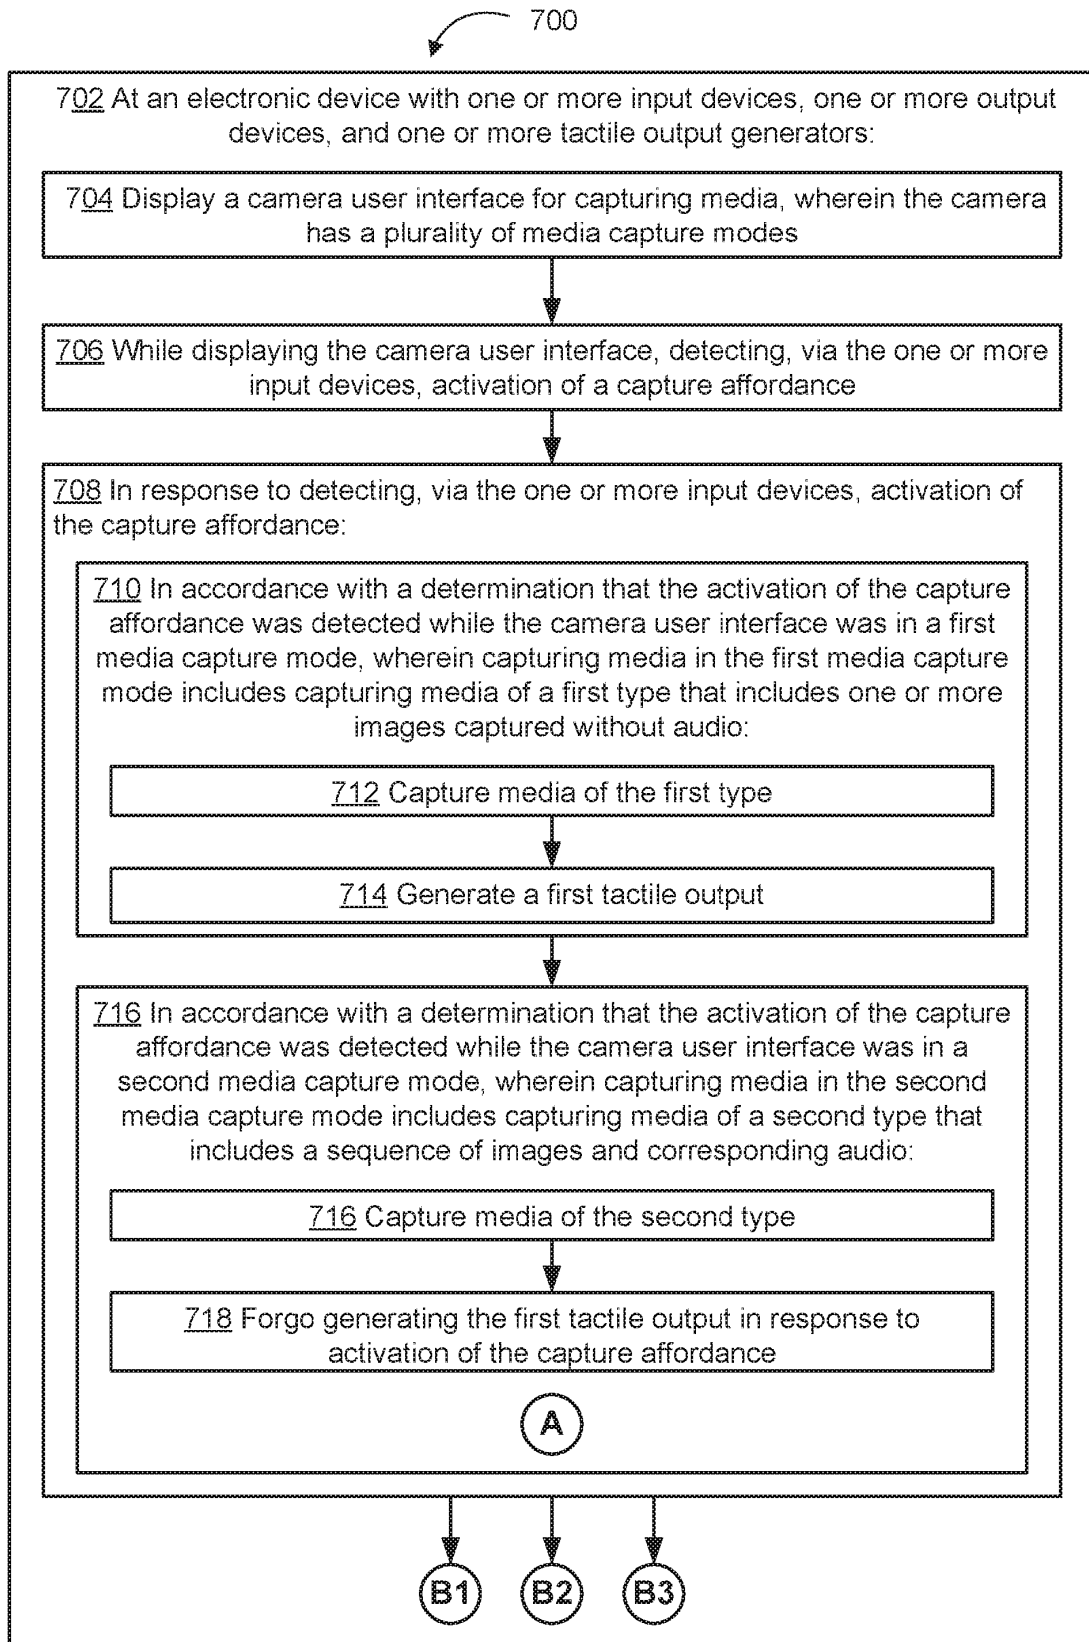 700
702 At an electronic device with one or more input devices, one or more output
devices, and one or more tactile output generators:
704 Display a camera user interface for capturing media, wherein the camera
has a plurality of media capture modes
706 While displaying the camera user interface, detecting, via the one or more
input devices, activation of a capture affordance
708 In response to detecting, via the one or more input devices, activation of
the capture affordance:
710 In accordance with a determination that the activation of the capture
affordance was detected while the camera user interface was in a first
media capture mode, wherein capturing media in the first media capture
mode includes capturing media of a first type that includes one or more
images captured without audio:
712 Capture media of the first type
714 Generate a first tactile output
716 In accordance with a determination that the activation of the capture
affordance was detected while the camera user interface was in a
second media capture mode, wherein capturing media in the second
media capture mode includes capturing media of a second type that
includes a sequence of images and corresponding audio:
716 Capture media of the second type
718 Forgo generating the first tactile output in response to
activation of the capture affordance
A
B1 B2 B3